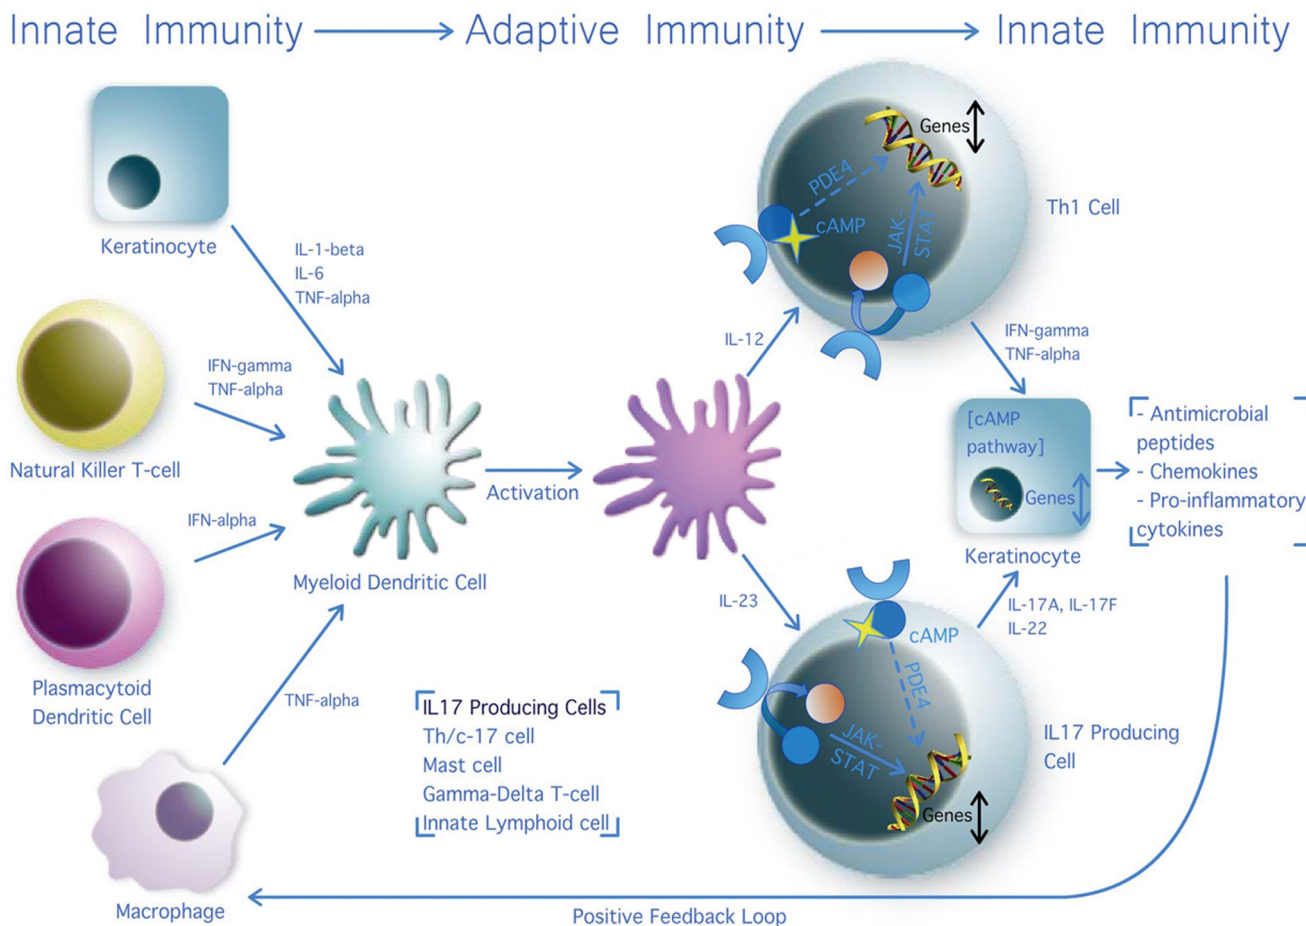 Innate Immunity
Adaptive Immunity
Innate Immunity
Keratinocyte
IL-1-beta
IL-6
TNF-alpha
Natural Killer T-cell
IFN-gamma
TNF-alpha
Plasmacytoid
Dendritic Cell
IFN-alpha
Macrophage
TNF-alpha
Myeloid Dendritic Cell
Activation
IL-12
IL-23
IL17 Producing Cells
Th/c-17 cell
Mast cell
Gamma-Delta T-cell
Innate Lymphoid cell
Genes
PDE4
cAMP
JAK-
STAT
Th1 Cell
IFN-gamma
TNF-alpha
[cAMP
pathway]
Genes
Keratinocyte
- Antimicrobial
peptides
- Chemokines
- Pro-inflammatory
cytokines
IL-17A, IL-17F
IL-22
cAMP
PDE4
JAK-
STAT
Genes
IL17 Producing
Cell
Positive Feedback Loop